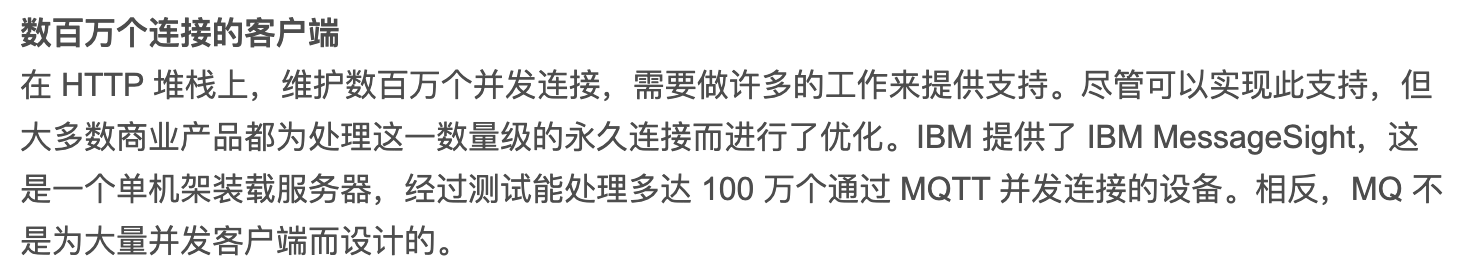 数百万个连接的客户端
在 HTTP 堆栈上，维护数百万个并发连接，需要做许多的工作来提供支持。尽管可以实现此支持，但
大多数商业产品都为处理这一数量级的永久连接而进行了优化。IBM 提供了 IBM MessageSight，这
是一个单机架装载服务器，经过测试能处理多达 100 万个通过 MQTT 并发连接的设备。相反，MQ 不
是为大量并发客户端而设计的。